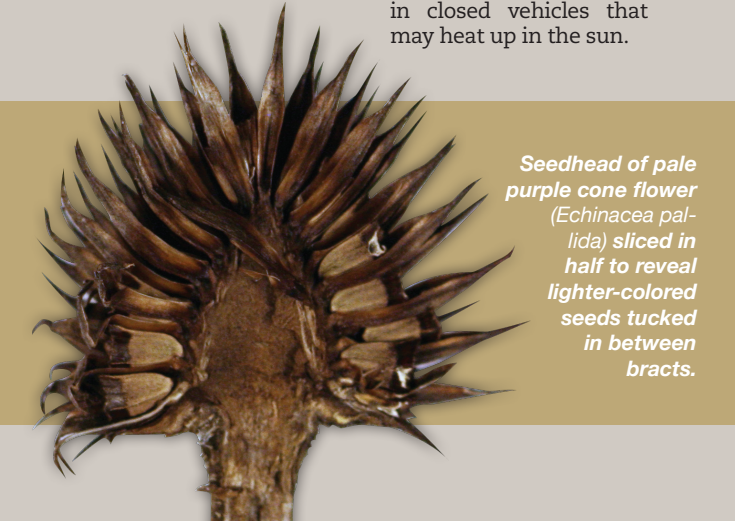 in closed vehicles that
may heat up in the sun.
Seedhead of pale
purple cone flower
(Echinacea pal-
lida) sliced in
half to reveal
lighter-colored
seeds tucked
in between
bracts.